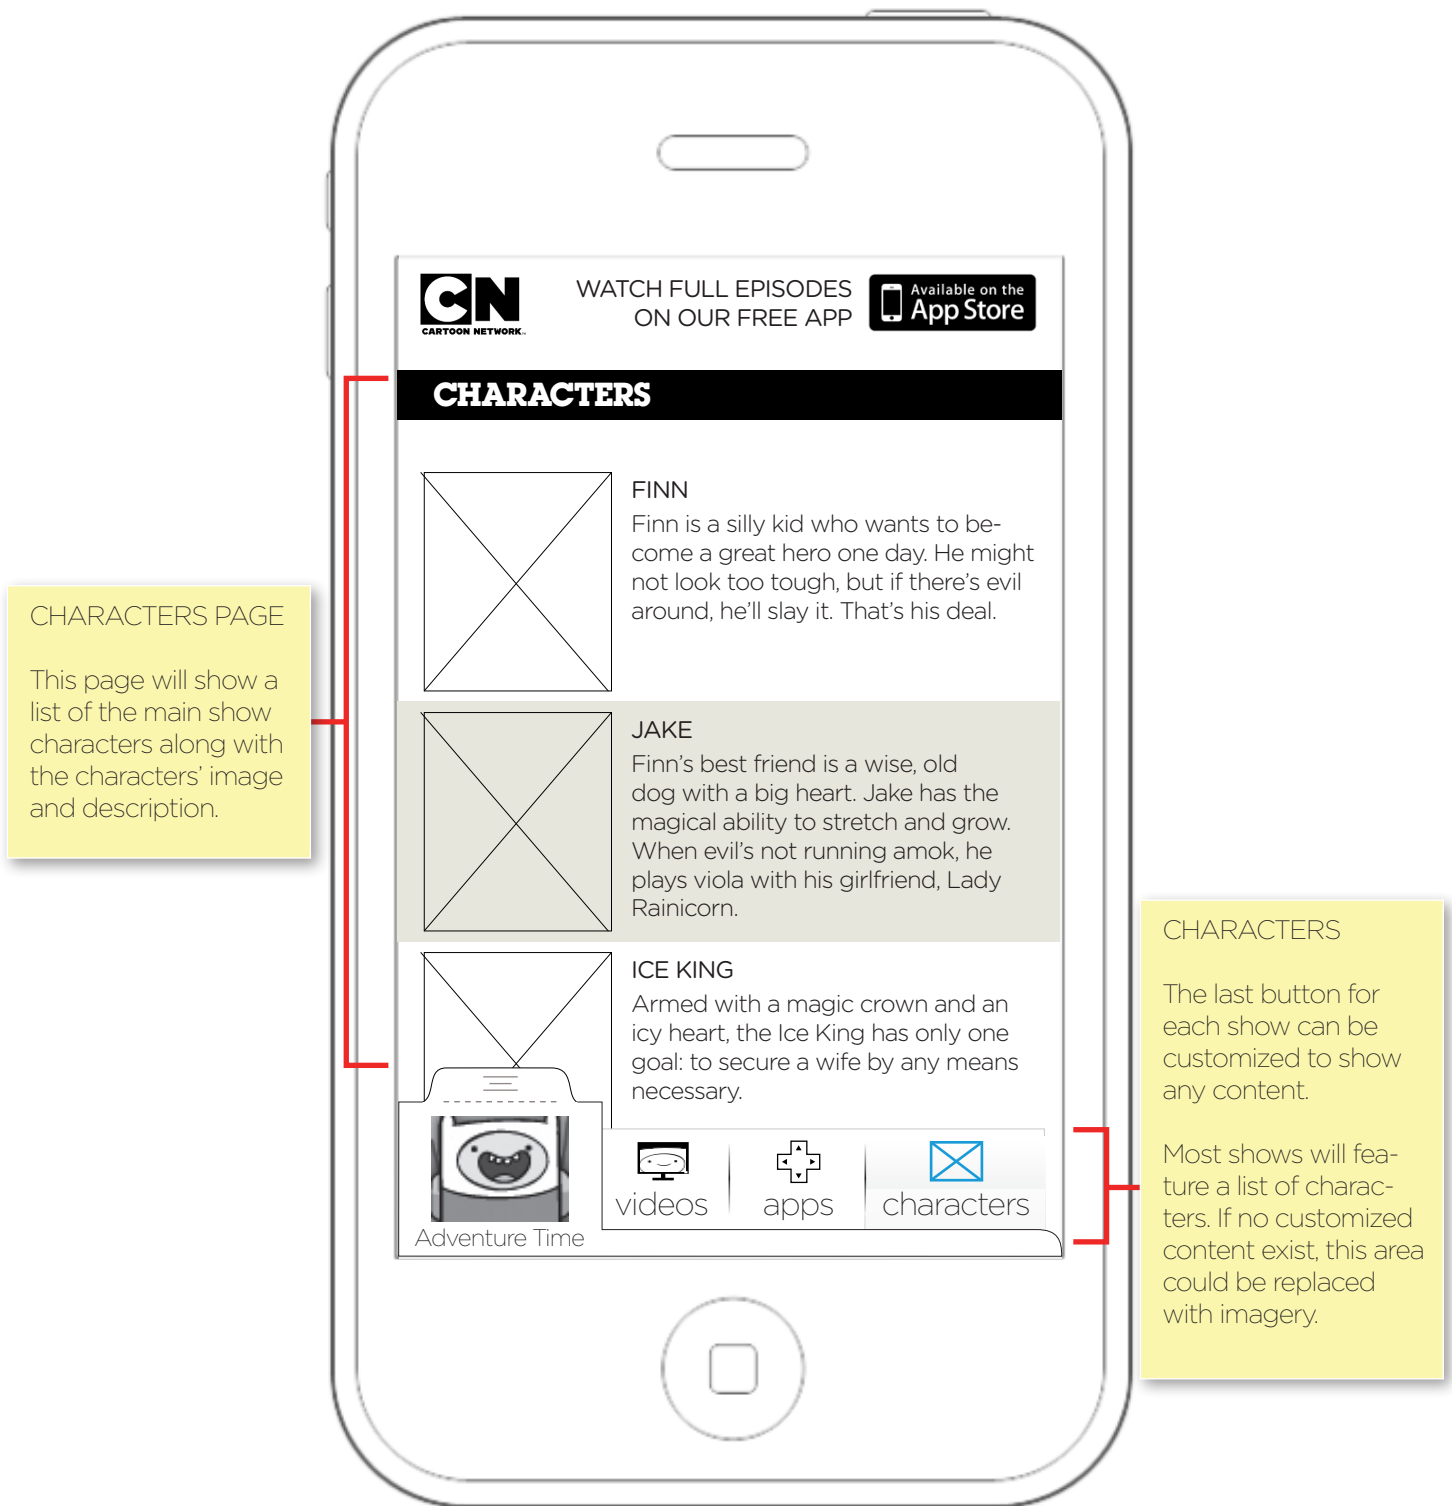 CN
CARTOON NETWORK™
WATCH FULL EPISODES
ON OUR FREE APP
Available on the
App Store
CHARACTERS
FINN
Finn is a silly kid who wants to be-
come a great hero one day. He might
not look too tough, but if there's evil
around, he'll slay it. That's his deal.
JAKE
Finn's best friend is a wise, old
dog with a big heart. Jake has the
magical ability to stretch and grow.
When evil's not running amok, he
plays viola with his girlfriend, Lady
Rainicorn.
ICE KING
Armed with a magic crown and an
icy heart, the Ice King has only one
goal: to secure a wife by any means
necessary.
Adventure Time
videos
apps
characters
CHARACTERS PAGE
This page will show a
list of the main show
characters along with
the characters' image
and description.
CHARACTERS
The last button for
each show can be
customized to show
any content.
Most shows will fea-
ture a list of charac-
ters. If no customized
content exist, this area
could be replaced
with imagery.